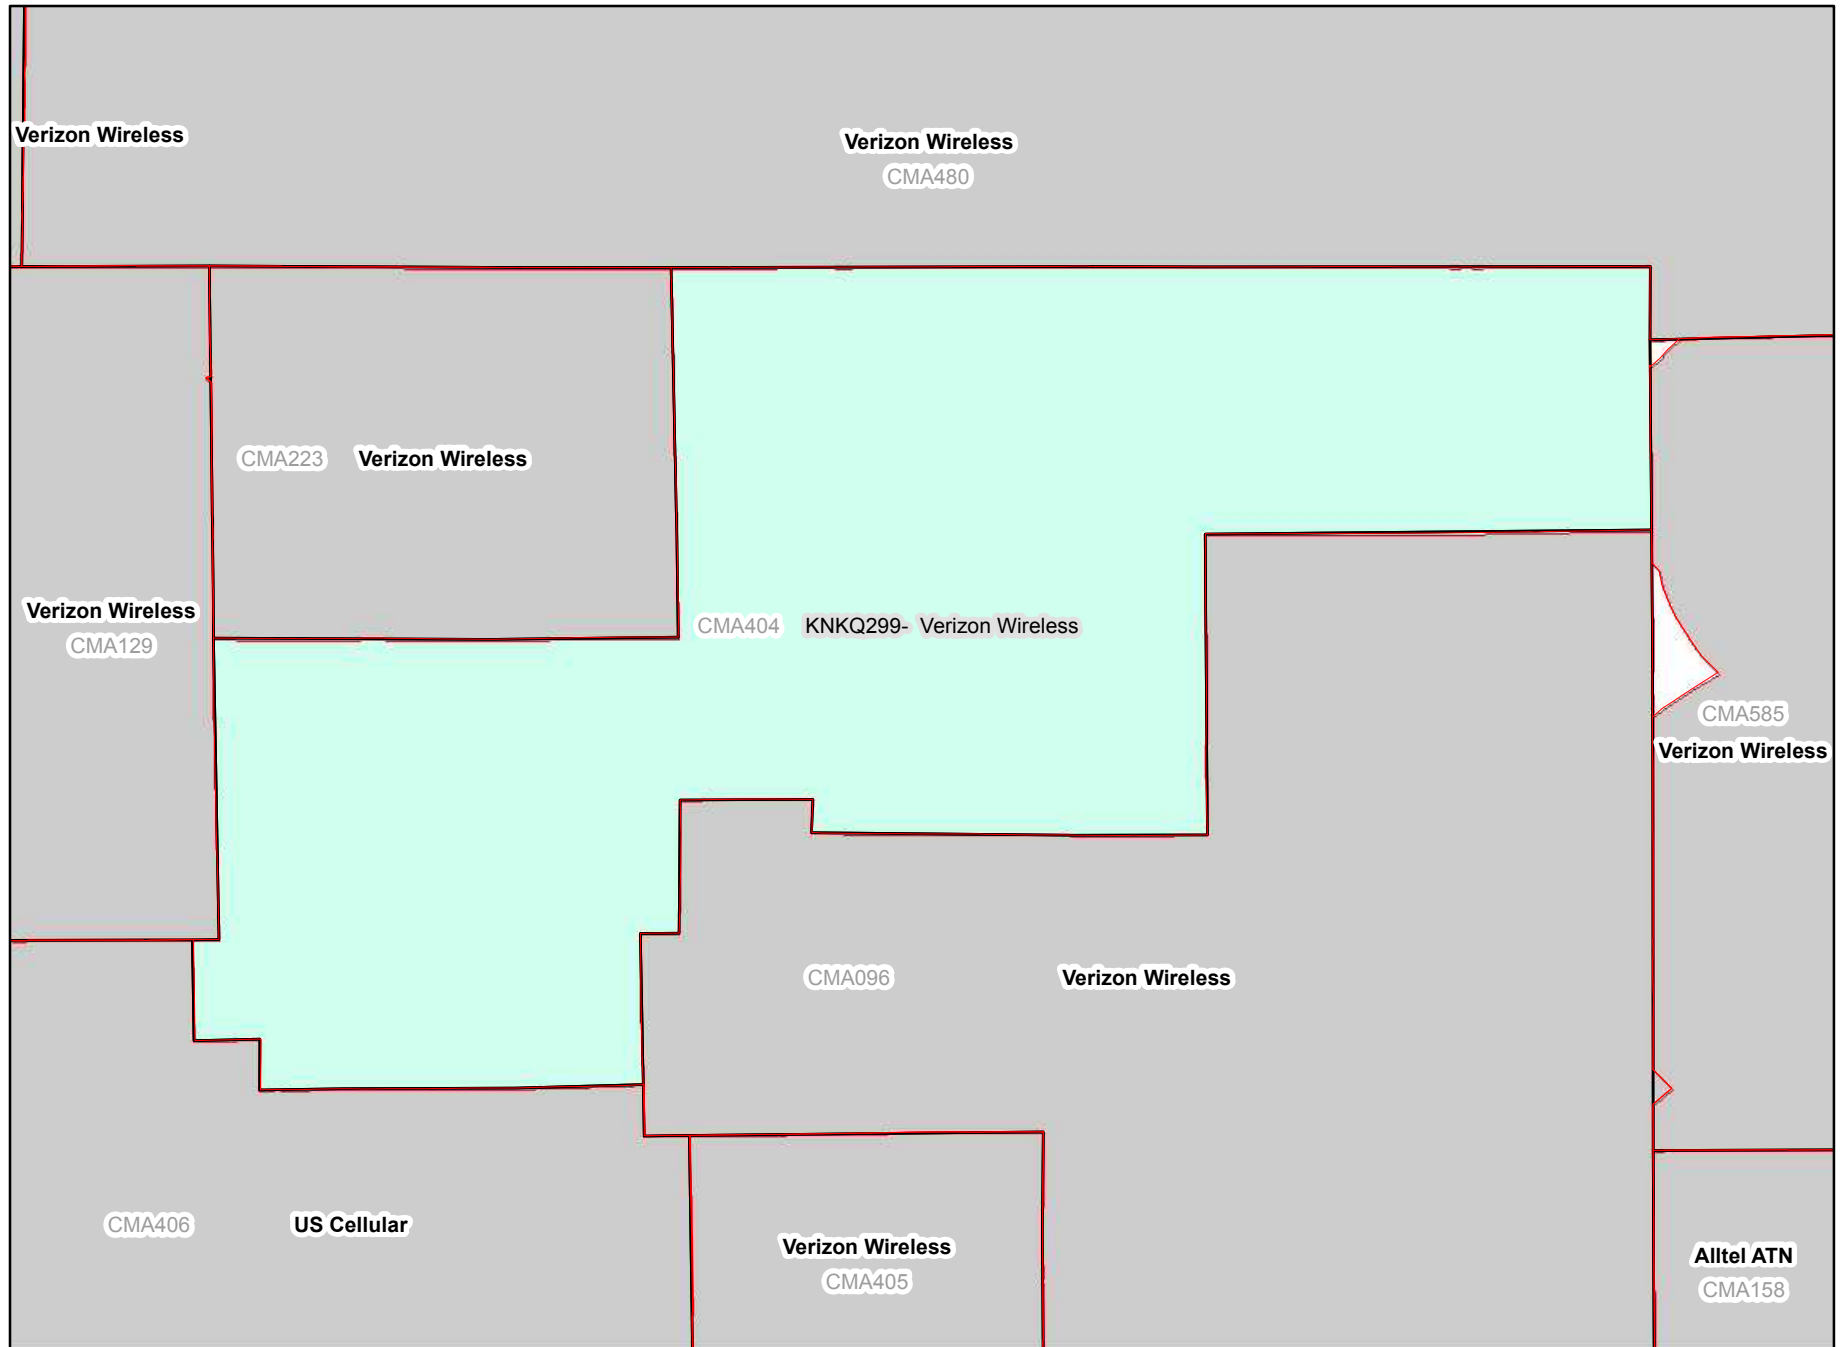 Verizon Wireless
Verizon Wireless
CMA480
CMA223 Verizon Wireless
Verizon Wireless
CMA129
CMA404 KNKQ299- Verizon Wireless
CMA585
Verizon Wireless
CMA096 Verizon Wireless
CMA406 US Cellular
Verizon Wireless
CMA405
Alltel ATN
CMA158